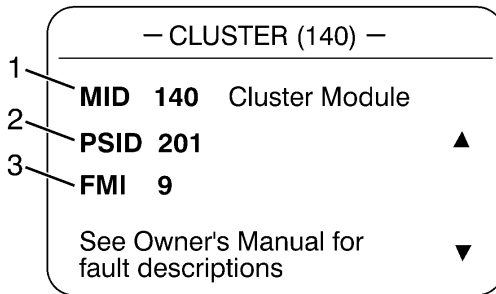 – CLUSTER (140) –
1
MID 140 Cluster Module
2
PSID 201 ▲
3
FMI 9
See Owner's Manual for
fault descriptions ▼